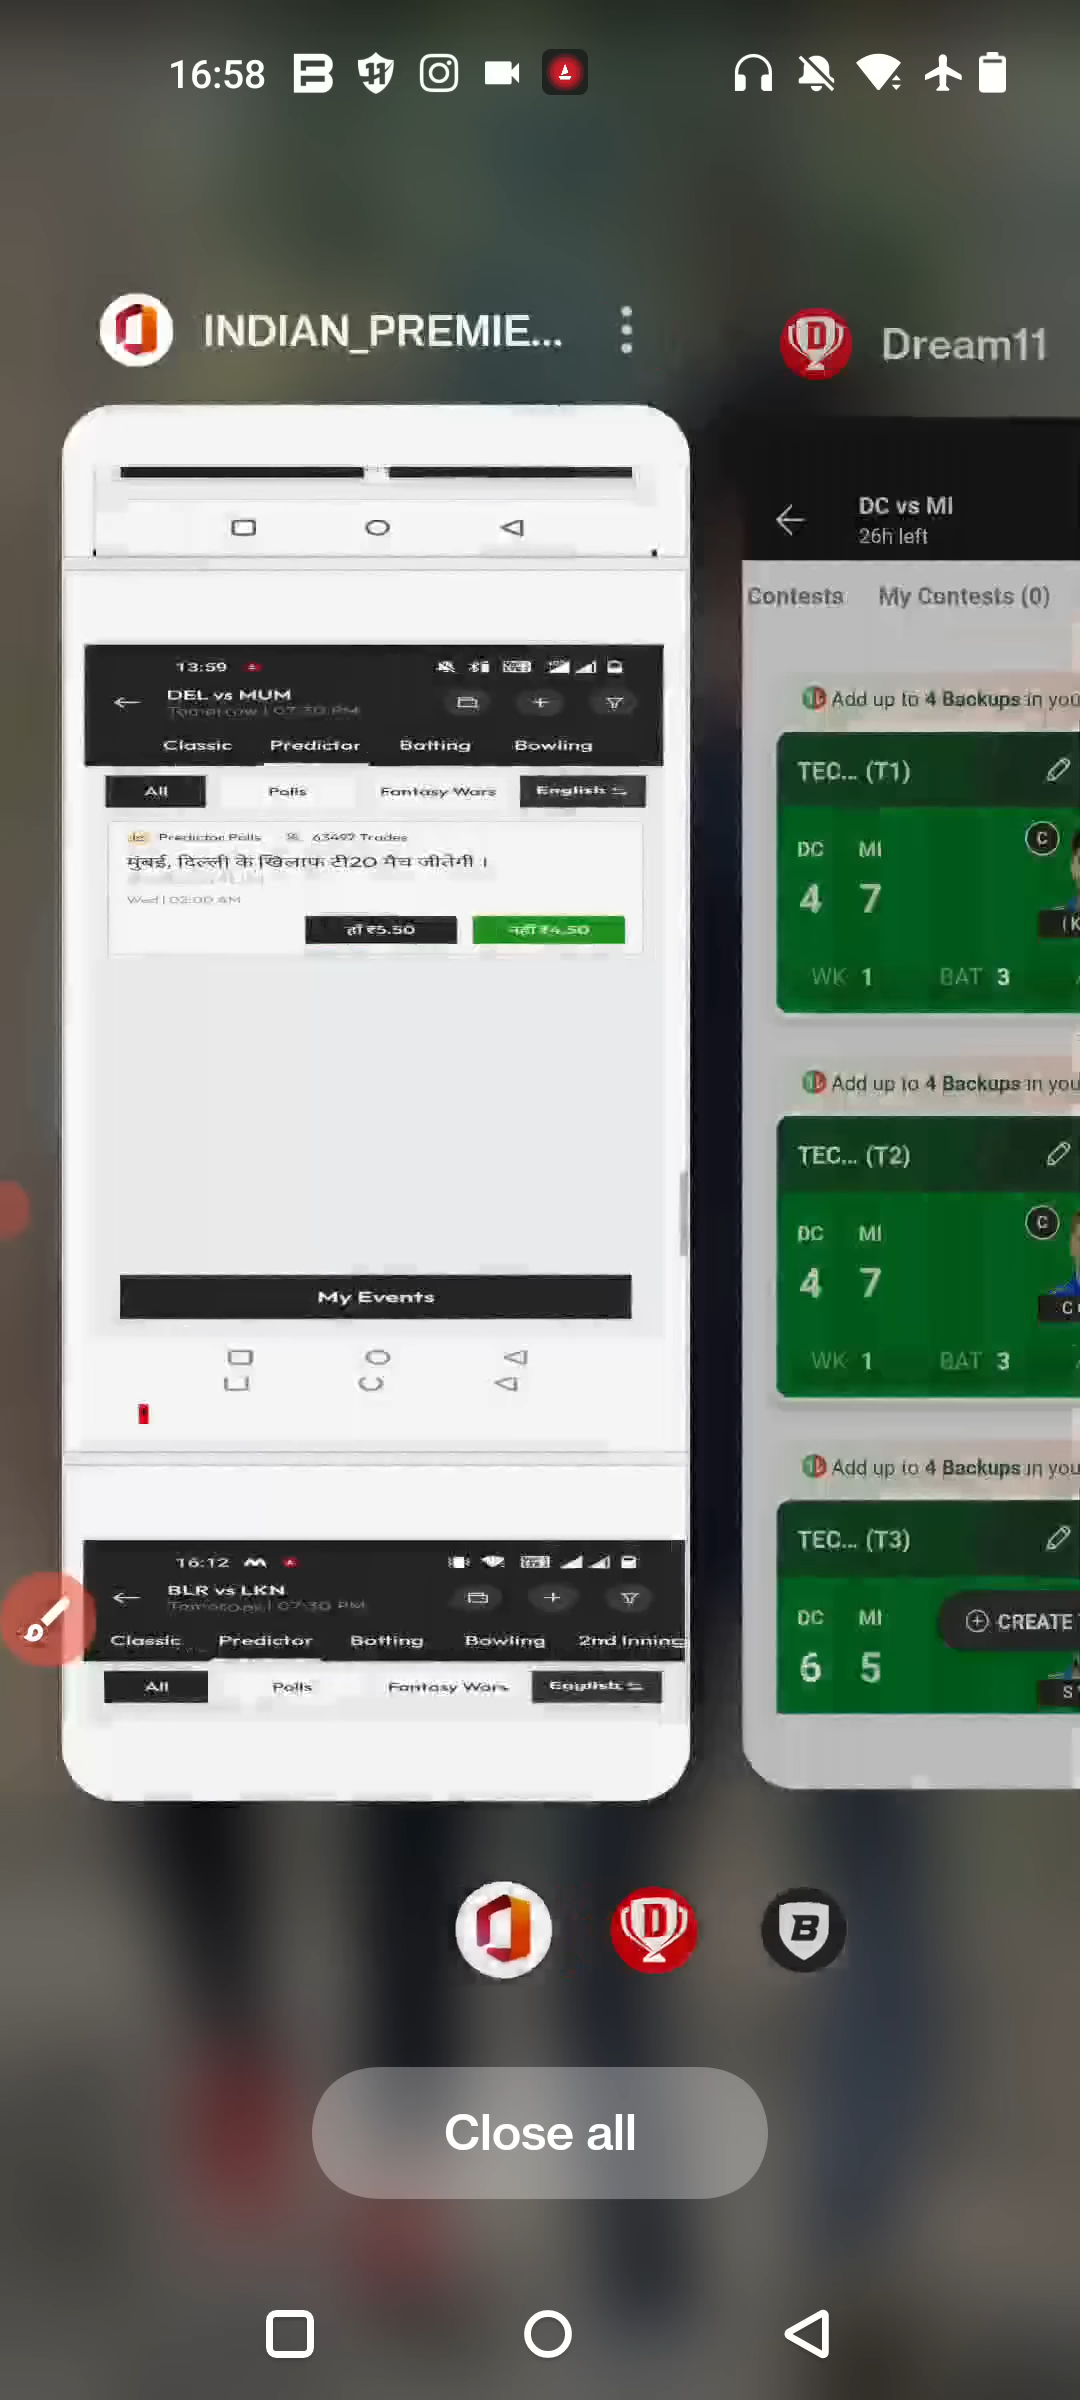 16:58
INDIAN_PREMIE...
Dream11
13:59
DEL vs MUM
Tomorrow | 07:30 PM
Classic Predictor Batting Bowling
All Polls Fantasy Wars English
Predictor Polls 63492 Trades
मुंबई, दिल्ली के खिलाफ टी20 मैच जीतेगी ।
Wed | 02:00 AM
हाँ ₹5.50 नहीं ₹4.50
My Events
16:12
BLR vs LKN
Tomorrow | 07:30 PM
Classic Predictor Batting Bowling 2nd Inning
All Polls Fantasy Wars English
DC vs MI
26h left
Contests My Contests (0)
Add up to 4 Backups in you
TEC... (T1)
C
DC MI
4 7
(K
WK 1 BAT 3
Add up to 4 Backups in you
TEC... (T2)
C
DC MI
4 7
C
WK 1 BAT 3
Add up to 4 Backups in you
TEC... (T3)
DC MI
CREATE
6 5
S
Close all